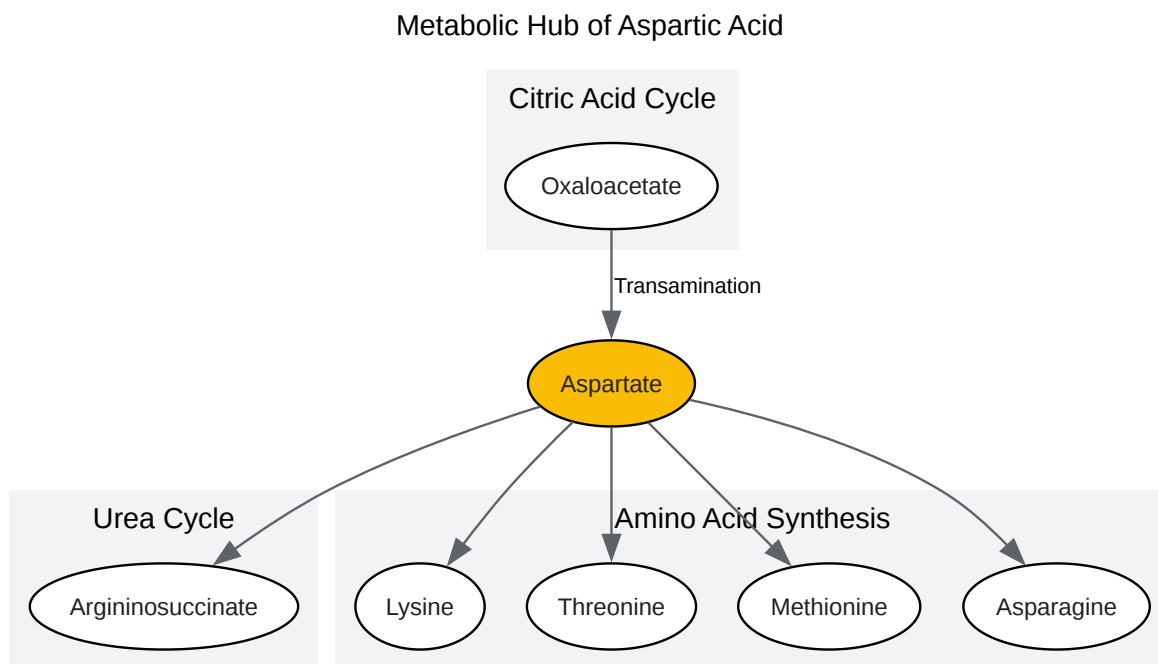 Metabolic Hub of Aspartic Acid
Citric Acid Cycle
Oxaloacetate
Transamination
Aspartate
Urea Cycle
Amino Acid Synthesis
Argininosuccinate
Lysine
Threonine
Methionine
Asparagine